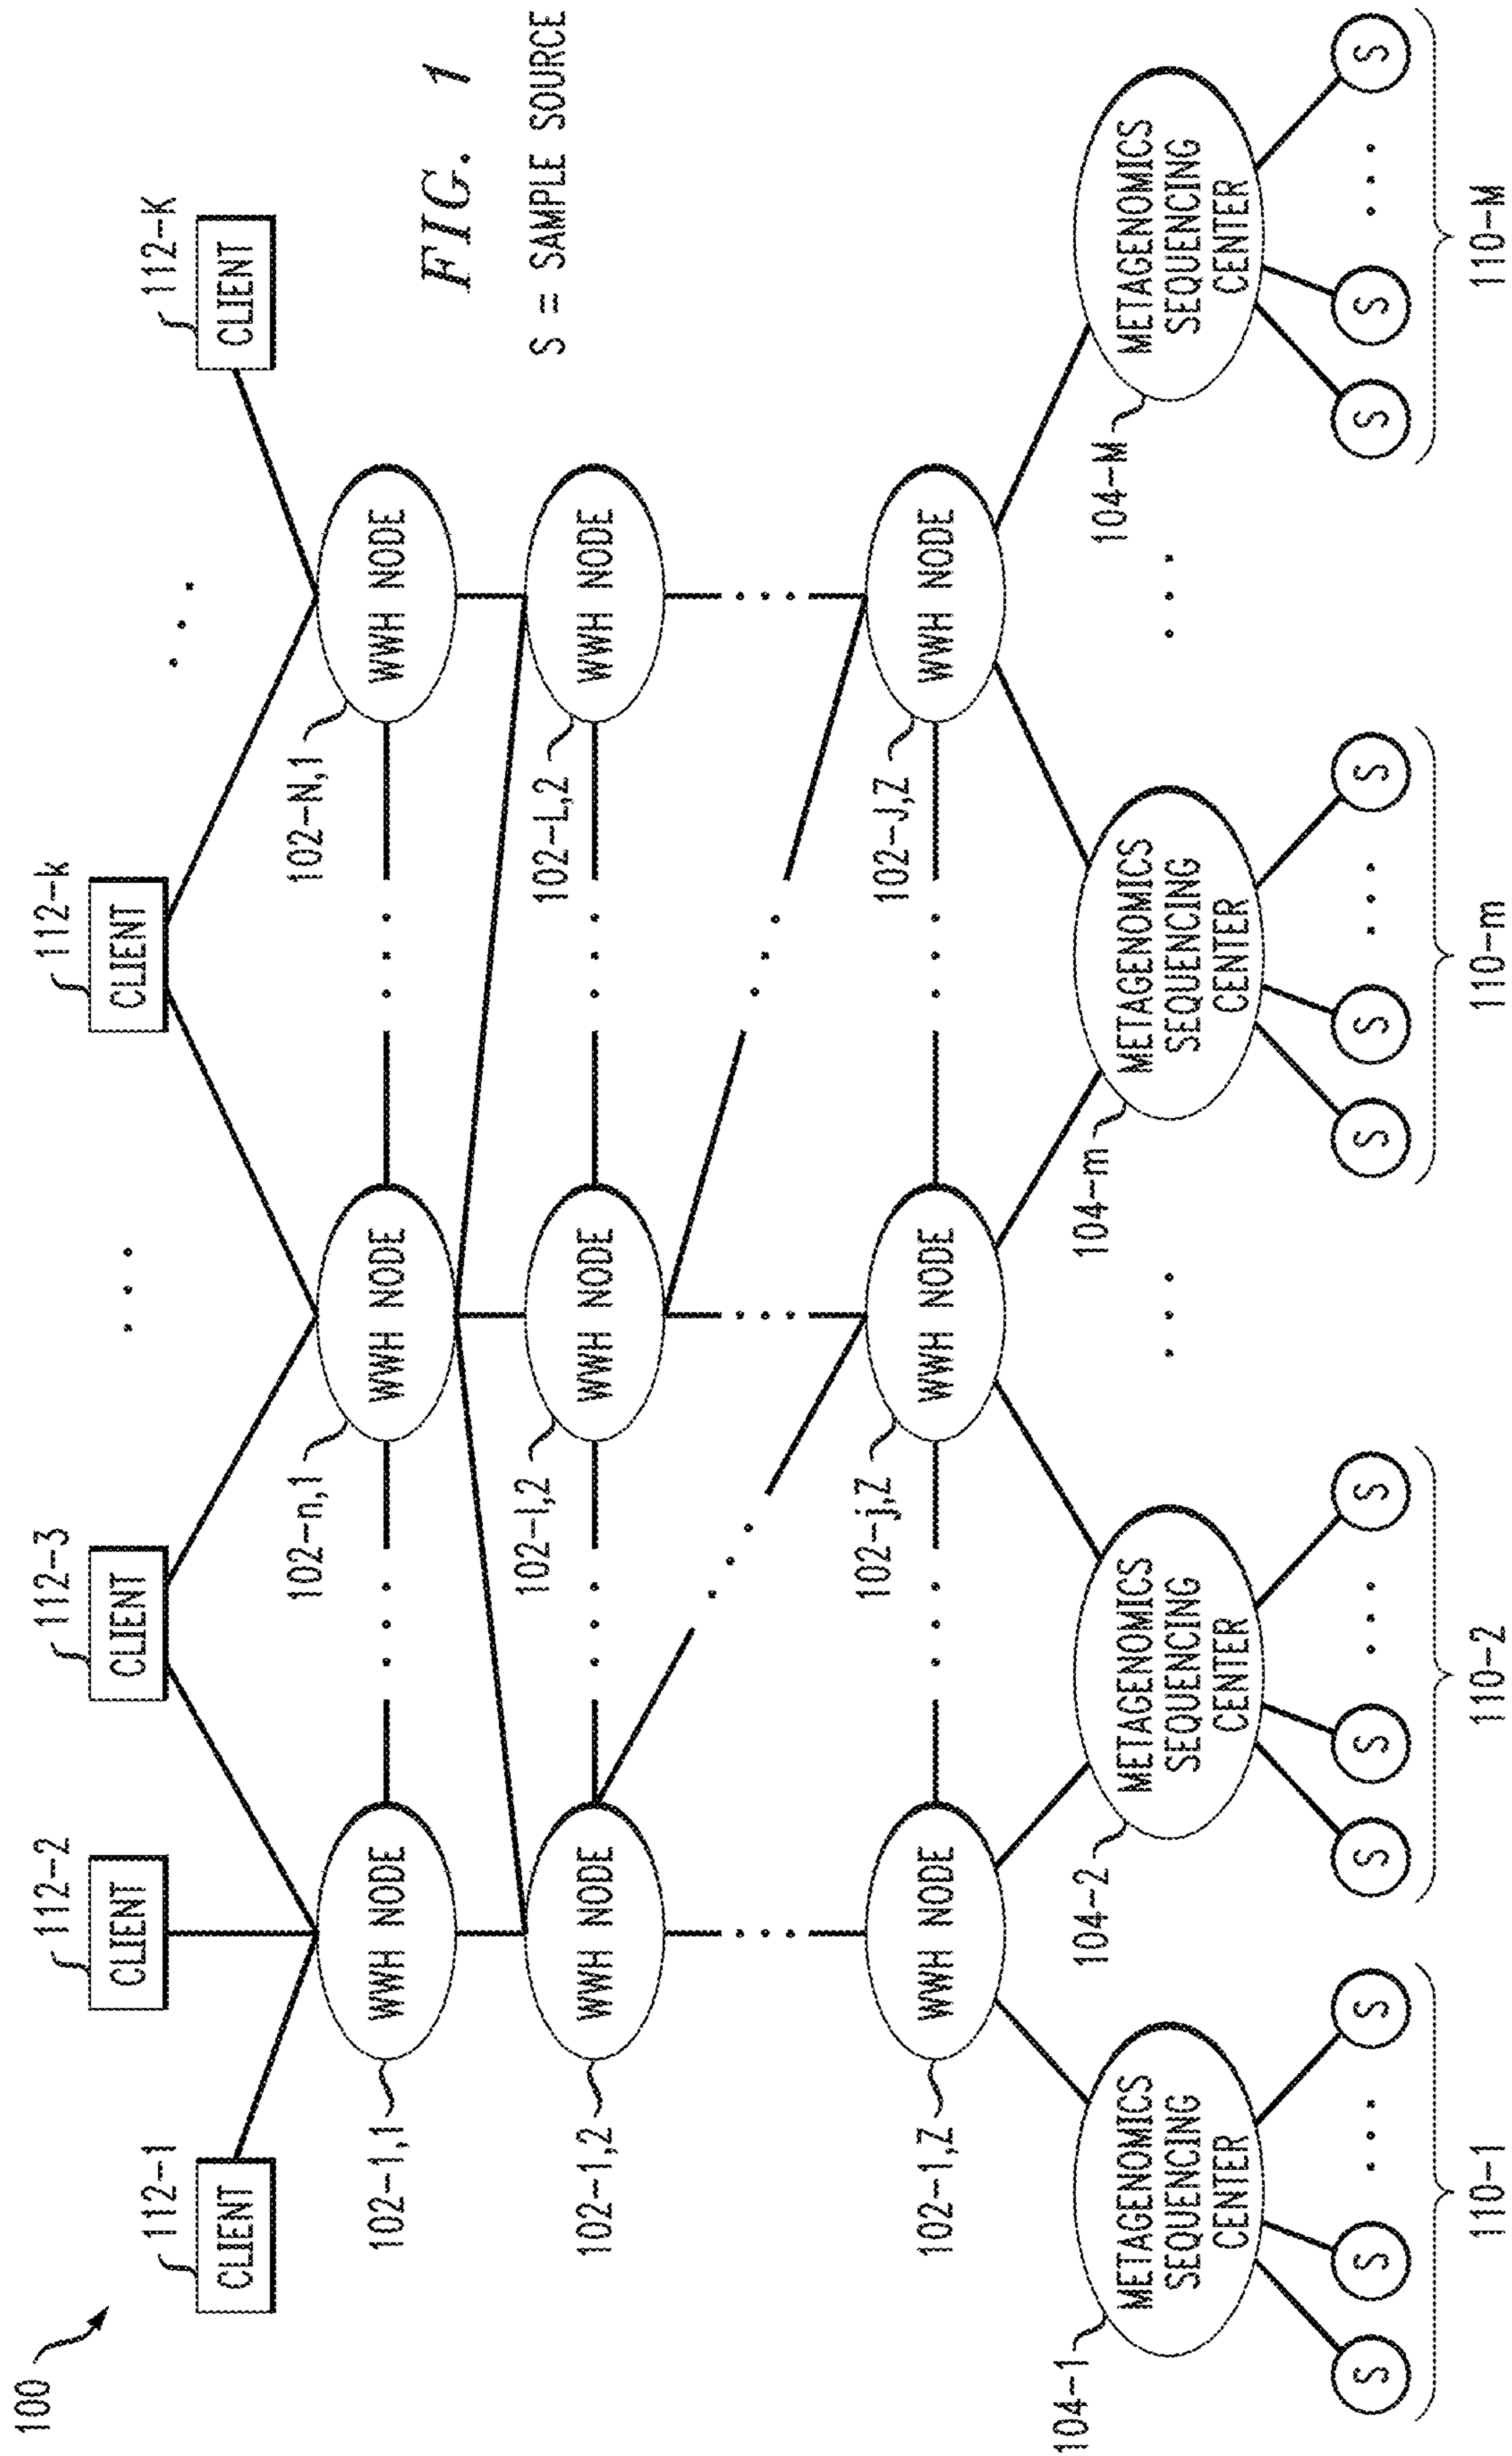 100
112-1
CLIENT
112-2
CLIENT
112-3
CLIENT
112-k
CLIENT
112-K
CLIENT
FIG. 1
S = SAMPLE SOURCE
102-1,1
WWH NODE
102-n,1
WWH NODE
102-N,1
WWH NODE
102-1,2
WWH NODE
102-l,2
WWH NODE
102-L,2
WWH NODE
102-1,Z
WWH NODE
102-j,Z
WWH NODE
102-J,Z
WWH NODE
104-1
METAGENOMICS
SEQUENCING
CENTER
104-2
METAGENOMICS
SEQUENCING
CENTER
104-m
METAGENOMICS
SEQUENCING
CENTER
104-M
METAGENOMICS
SEQUENCING
CENTER
S
S
S
S
S
S
S
S
S
S
S
S
110-1
110-2
110-m
110-M